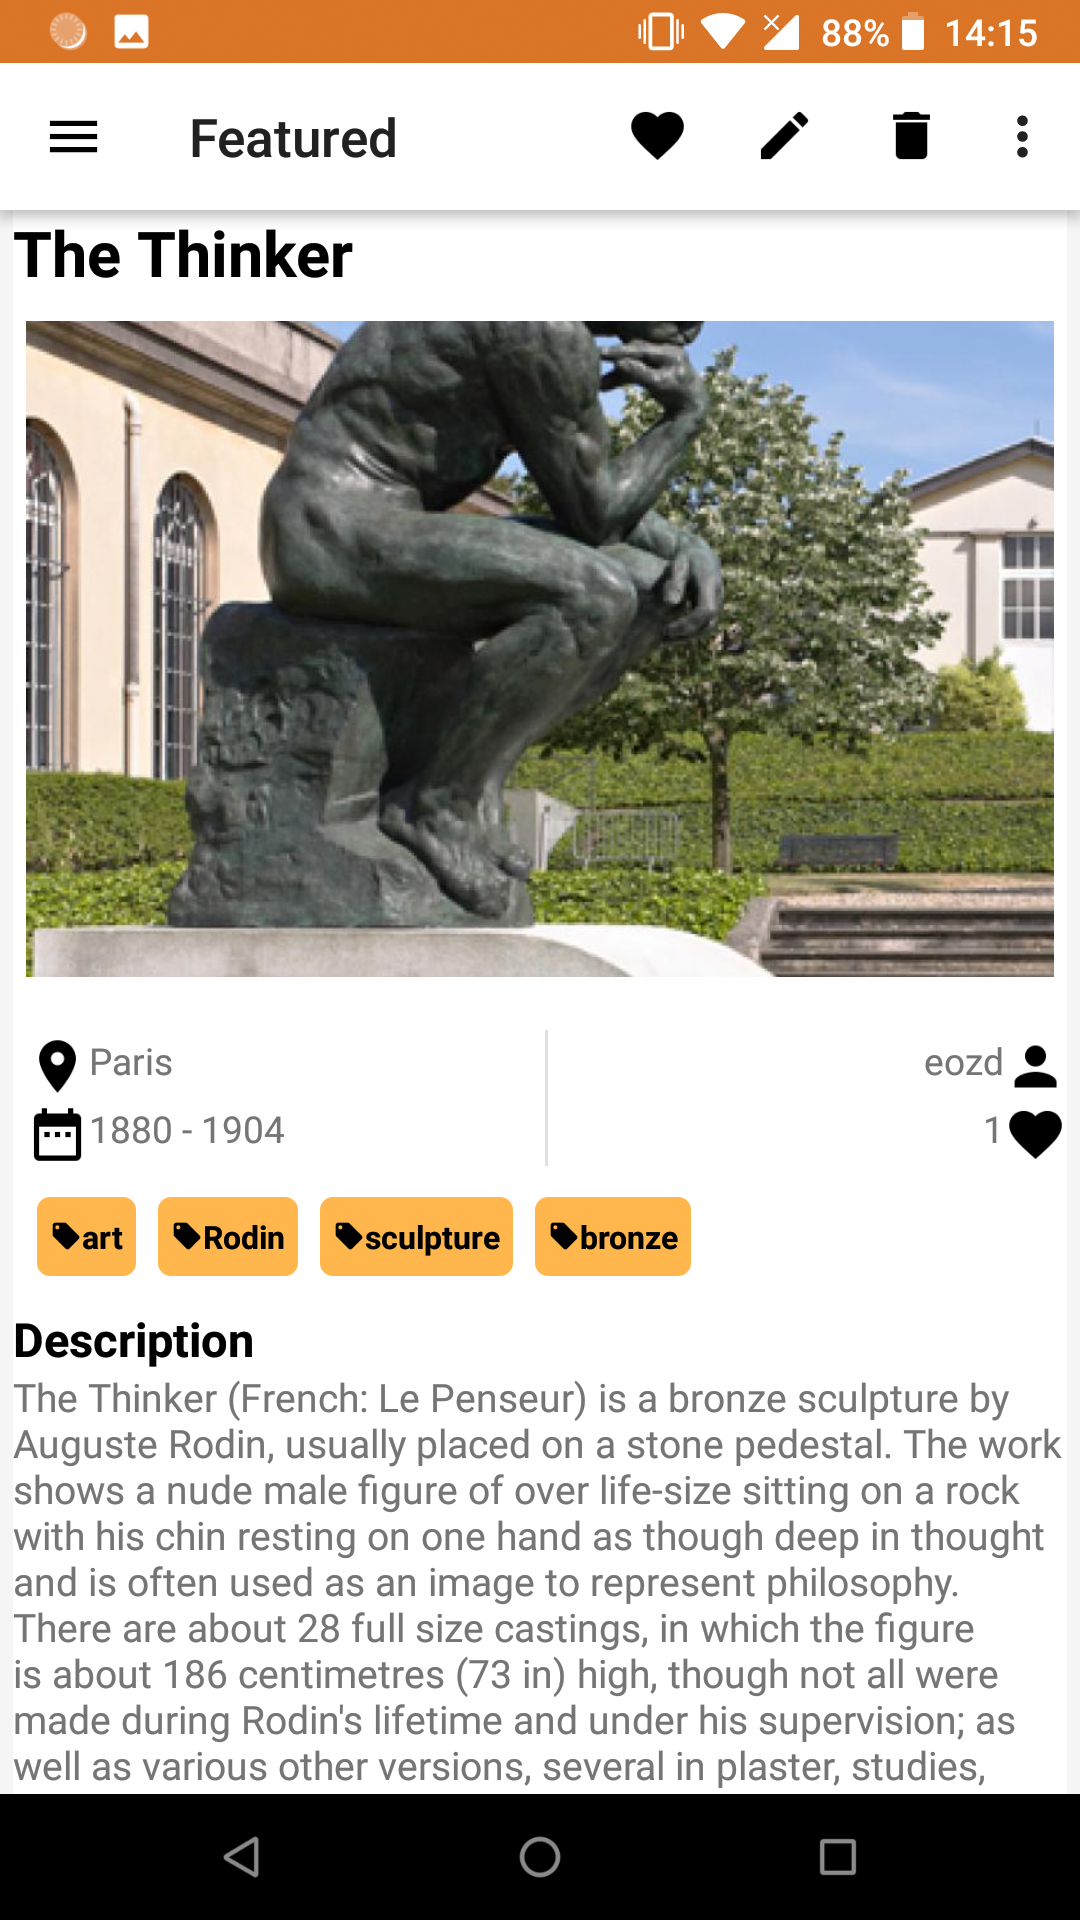 88% 14:15
Featured
The Thinker
Paris
eozd
1880 - 1904
1
art Rodin sculpture bronze
Description
The Thinker (French: Le Penseur) is a bronze sculpture by
Auguste Rodin, usually placed on a stone pedestal. The work
shows a nude male figure of over life-size sitting on a rock
with his chin resting on one hand as though deep in thought
and is often used as an image to represent philosophy.
There are about 28 full size castings, in which the figure
is about 186 centimetres (73 in) high, though not all were
made during Rodin's lifetime and under his supervision; as
well as various other versions, several in plaster, studies,